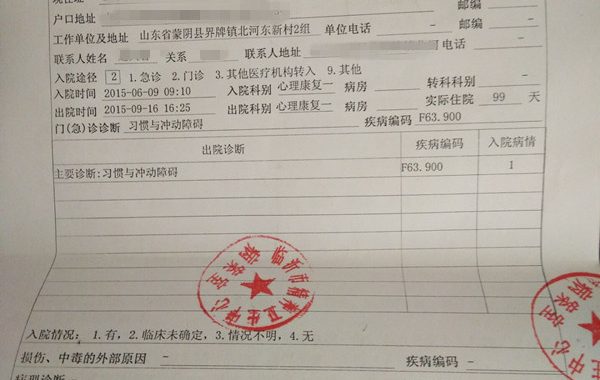 现住址
邮编 -
户口地址 邮编 -
工作单位及地址 山东省蒙阴县界牌镇北河东新村2组 单位电话 -
联系人姓名 关系 联系人地址 电话 -
入院途径 2 1.急诊 2.门诊 3.其他医疗机构转入 9.其他
入院时间 2015-06-09 09:10 入院科别 心理康复一 病房 - 转科科别 -
出院时间 2015-09-16 16:25 出院科别 心理康复一 病房 - 实际住院 99 天
门(急)诊诊断 习惯与冲动障碍 疾病编码 F63.900
出院诊断 疾病编码 入院病情
主要诊断:习惯与冲动障碍 F63.900 1
临沂市精神卫生中心
病案室
生中心
病案室
入院情况: 1.有, 2.临床未确定, 3.情况不明, 4.无
损伤、中毒的外部原因 - 疾病编码 -
病理诊断